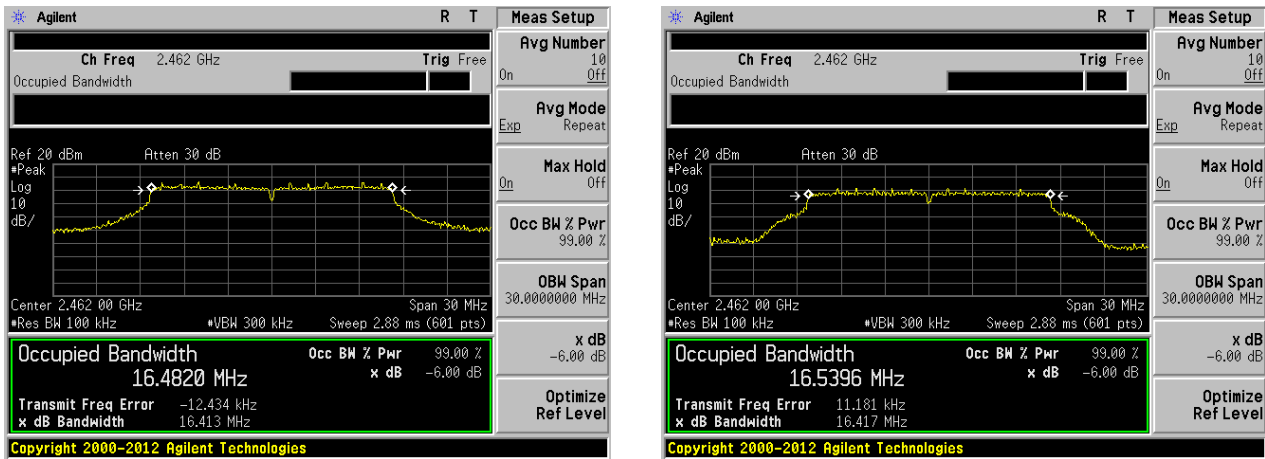 Agilent R T Meas Setup
Ch Freq 2.462 GHz Trig Free
Occupied Bandwidth
Avg Number
10
On Off
Avg Mode
Exp Repeat
Ref 20 dBm Atten 30 dB
#Peak
Log
10
dB/
Max Hold
On Off
Occ BW % Pwr
99.00 %
OBW Span
30.0000000 MHz
Center 2.462 00 GHz Span 30 MHz
#Res BW 100 kHz #VBW 300 kHz Sweep 2.88 ms (601 pts)
x dB
-6.00 dB
Occupied Bandwidth Occ BW % Pwr 99.00 %
16.4820 MHz x dB -6.00 dB
Transmit Freq Error -12.434 kHz
x dB Bandwidth 16.413 MHz
Optimize
Ref Level
Copyright 2000-2012 Agilent Technologies
Agilent R T Meas Setup
Ch Freq 2.462 GHz Trig Free
Occupied Bandwidth
Avg Number
10
On Off
Avg Mode
Exp Repeat
Ref 20 dBm Atten 30 dB
#Peak
Log
10
dB/
Max Hold
On Off
Occ BW % Pwr
99.00 %
OBW Span
30.0000000 MHz
Center 2.462 00 GHz Span 30 MHz
#Res BW 100 kHz #VBW 300 kHz Sweep 2.88 ms (601 pts)
x dB
-6.00 dB
Occupied Bandwidth Occ BW % Pwr 99.00 %
16.5396 MHz x dB -6.00 dB
Transmit Freq Error 11.181 kHz
x dB Bandwidth 16.417 MHz
Optimize
Ref Level
Copyright 2000-2012 Agilent Technologies